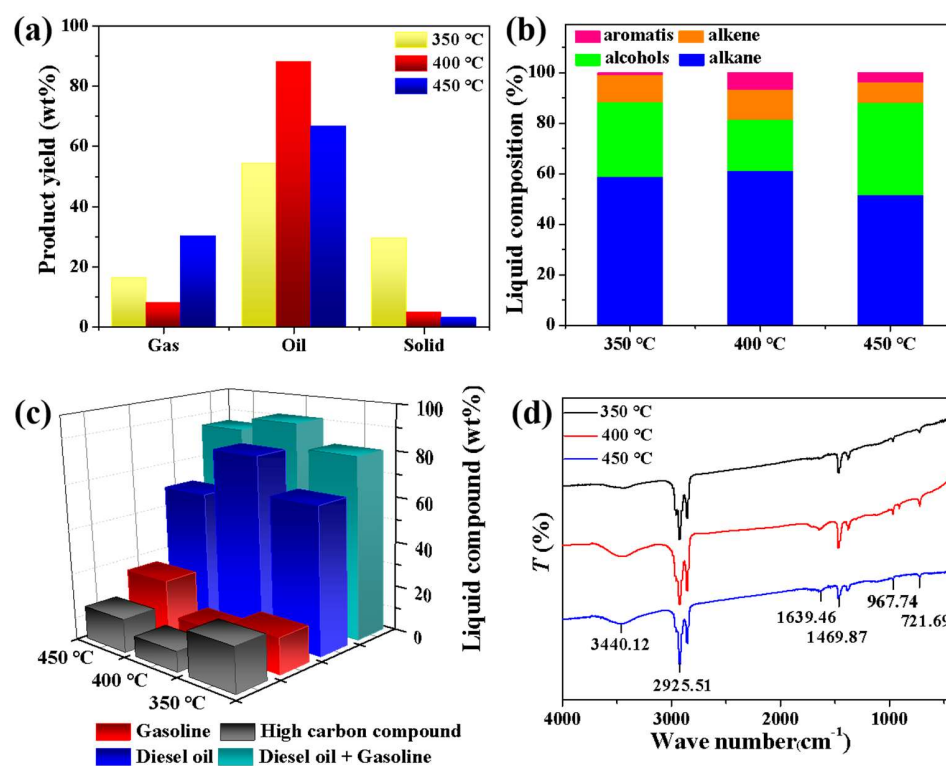 (a)
100
80
60
40
20
0
Product yield (wt%)
350 °C
400 °C
450 °C
Gas
Oil
Solid
(b)
aromatis
alkene
alcohols
alkane
100
80
60
40
20
0
Liquid composition (%)
350 °C
400 °C
450 °C
(c)
100
80
60
40
20
0
Liquid compound (wt%)
450 °C
400 °C
350 °C
Gasoline
High carbon compound
Diesel oil
Diesel oil + Gasoline
(d)
350 °C
400 °C
450 °C
T (%)
3440.12
2925.51
1639.46
1469.87
967.74
721.69
4000
3000
2000
1000
Wave number(cm⁻¹)